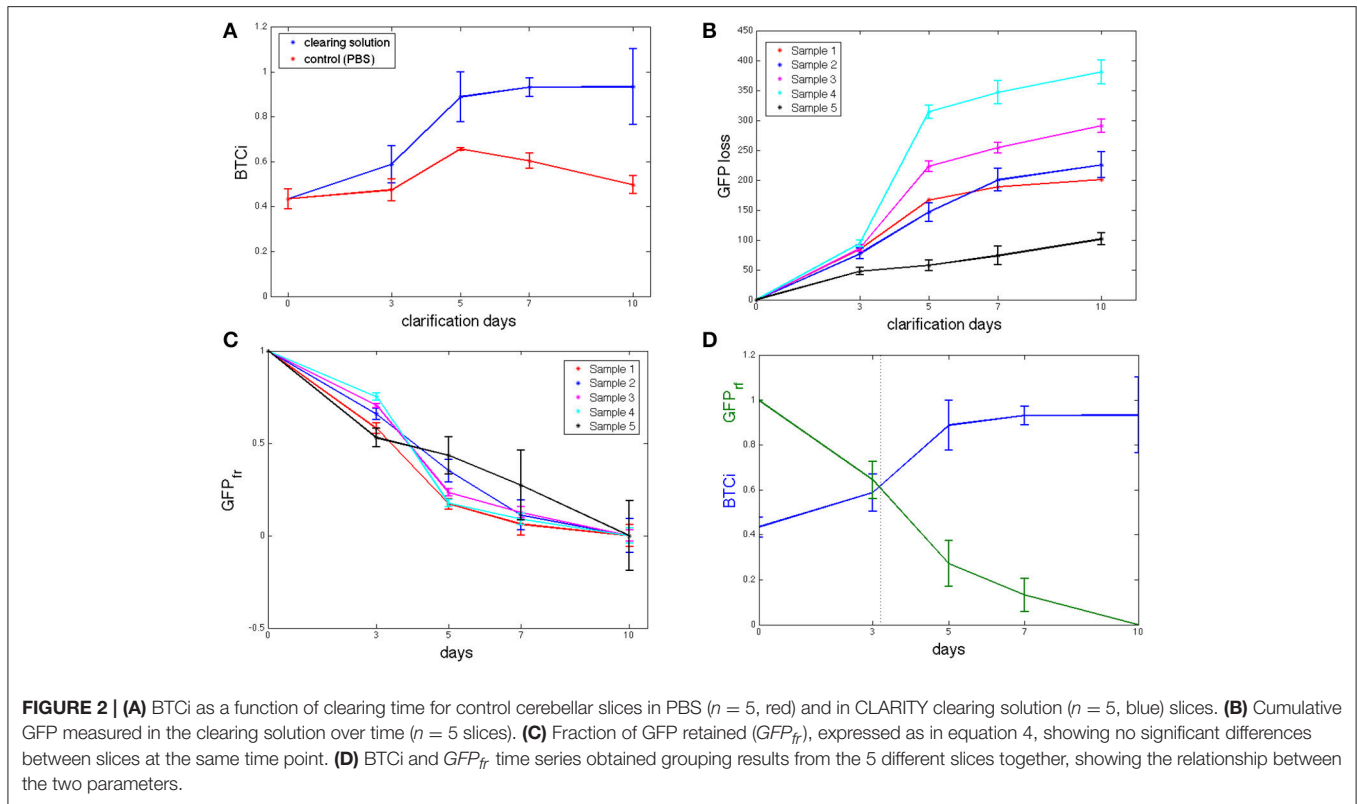 A
1.2
1
0.8
0.6
0.4
0.2
0
BTCi
clearing solution
control (PBS)
0 3 5 7 10
clarification days
B
450
400
350
300
250
200
150
100
50
0
GFP loss
Sample 1
Sample 2
Sample 3
Sample 4
Sample 5
0 3 5 7 10
clarification days
C
1
0.5
0
-0.5
GFPfr
Sample 1
Sample 2
Sample 3
Sample 4
Sample 5
0 3 5 7 10
days
D
1.2
1
0.8
0.6
0.4
0.2
0
GFPrf
BTCi
0 3 5 7 10
days
FIGURE 2 | (A) BTCi as a function of clearing time for control cerebellar slices in PBS (n = 5, red) and in CLARITY clearing solution (n = 5, blue) slices. (B) Cumulative
GFP measured in the clearing solution over time (n = 5 slices). (C) Fraction of GFP retained (GFPfr), expressed as in equation 4, showing no significant differences
between slices at the same time point. (D) BTCi and GFPfr time series obtained grouping results from the 5 different slices together, showing the relationship between
the two parameters.